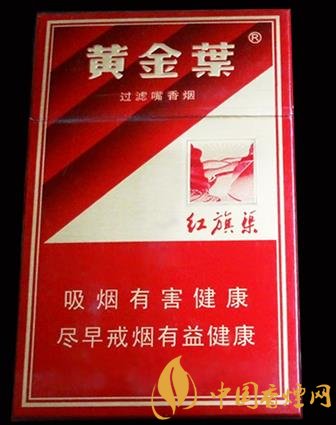 黄金葉®
过滤嘴香烟
红旗渠
吸烟有害健康
尽早戒烟有益健康
中国香烟网